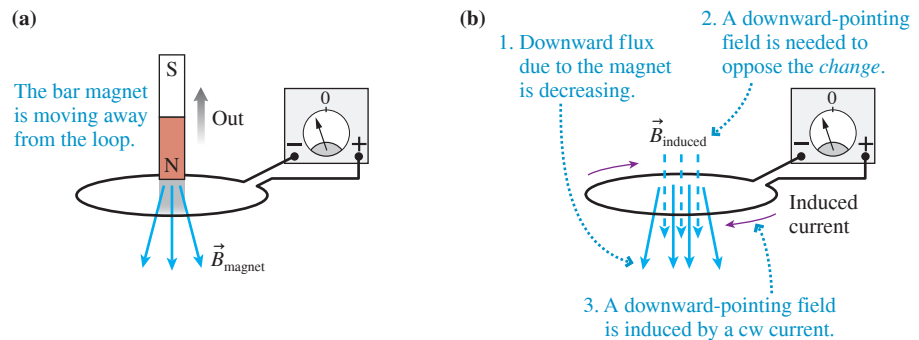 (a)
S
N
The bar magnet
is moving away
from the loop.
Out
0
− +
B⃗magnet
(b)
1. Downward flux
due to the magnet
is decreasing.
2. A downward-pointing
field is needed to
oppose the change.
0
− +
B⃗induced
Induced
current
3. A downward-pointing field
is induced by a cw current.